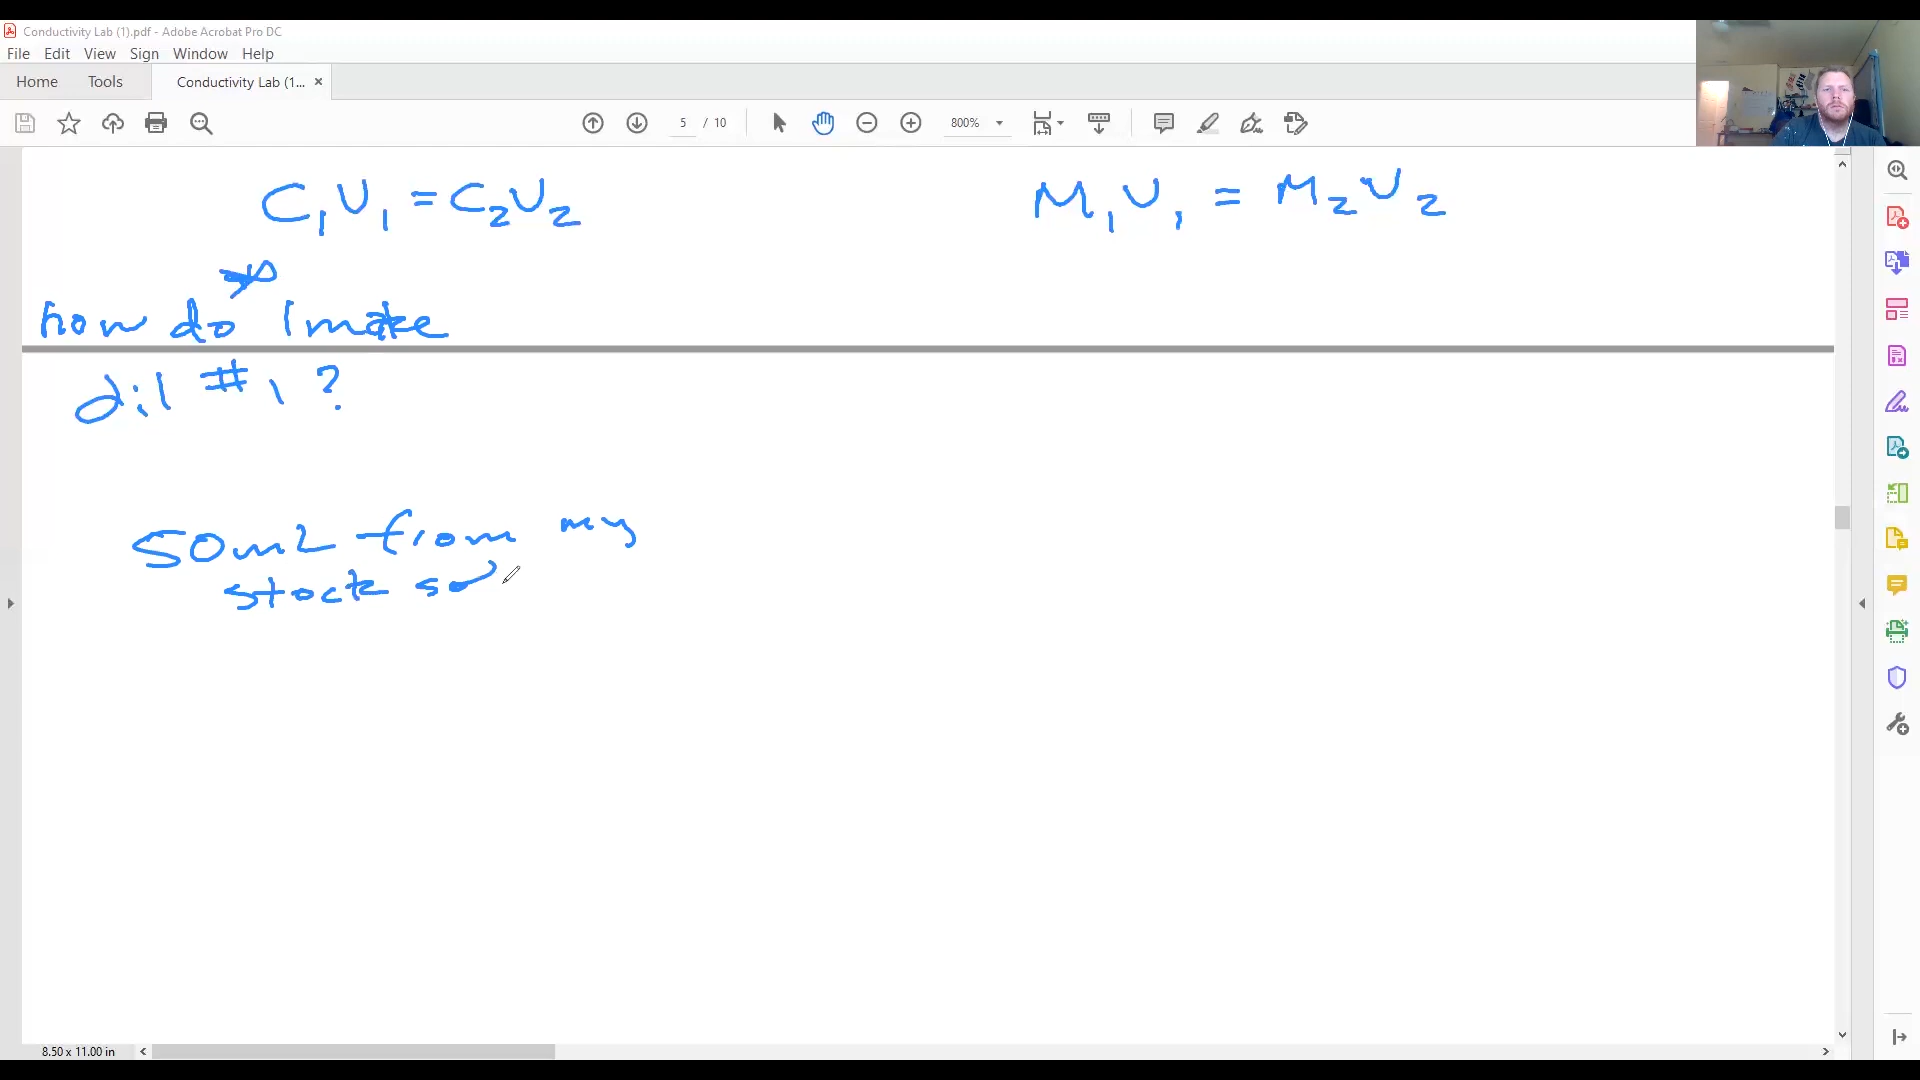 Conductivity Lab (1).pdf - Adobe Acrobat Pro DC
File Edit View Sign Window Help
Home Tools Conductivity Lab (1... ×
5 / 10 800%
C₁V₁ = C₂V₂ M₁V₁ = M₂V₂
how do I make
dil #1?
50mL from my
stock so
8.50 x 11.00 in